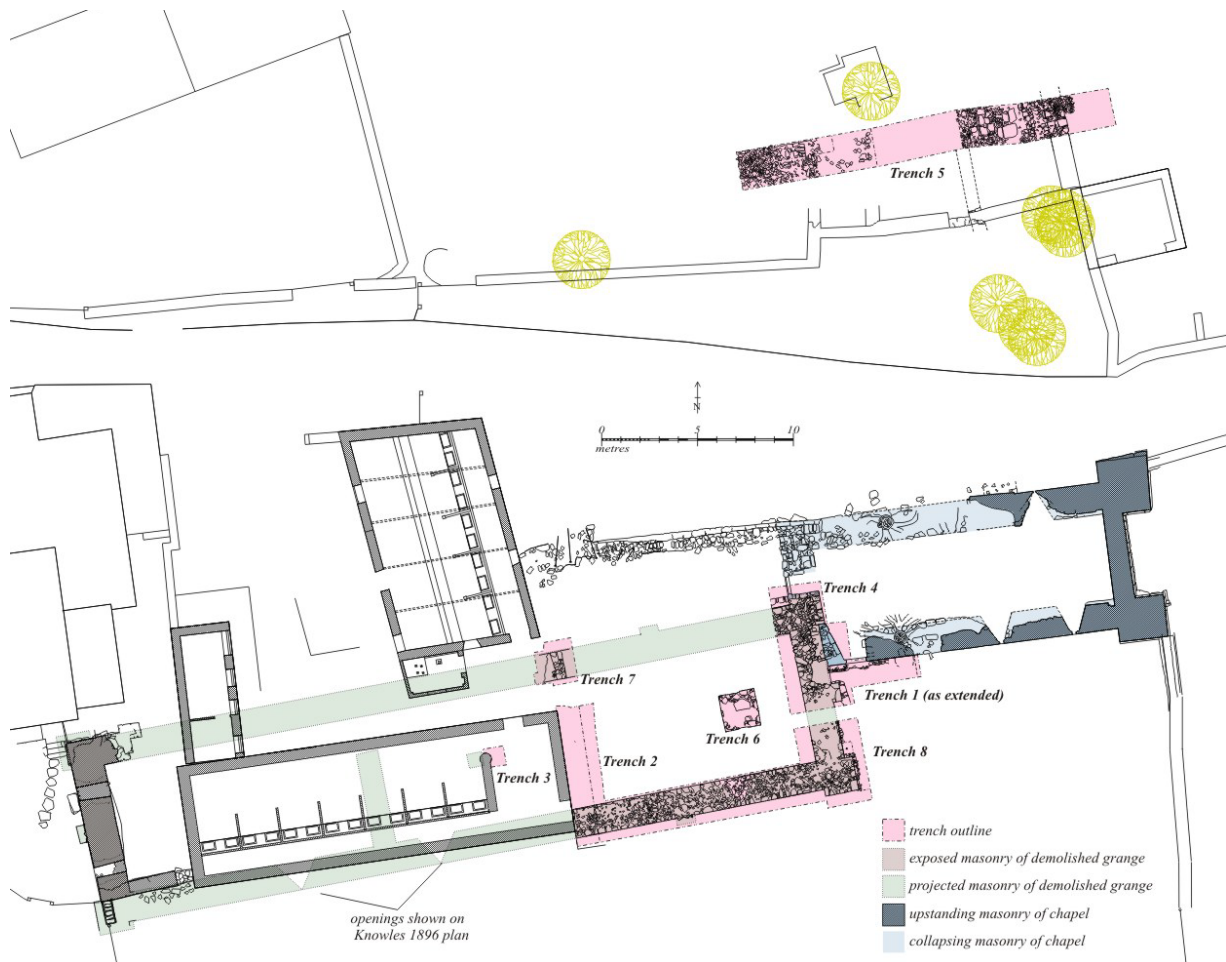 Trench 5
N
0 5 10
metres
Trench 4
Trench 1 (as extended)
Trench 7
Trench 6
Trench 8
Trench 2
Trench 3
trench outline
exposed masonry of demolished grange
projected masonry of demolished grange
upstanding masonry of chapel
collapsing masonry of chapel
openings shown on
Knowles 1896 plan